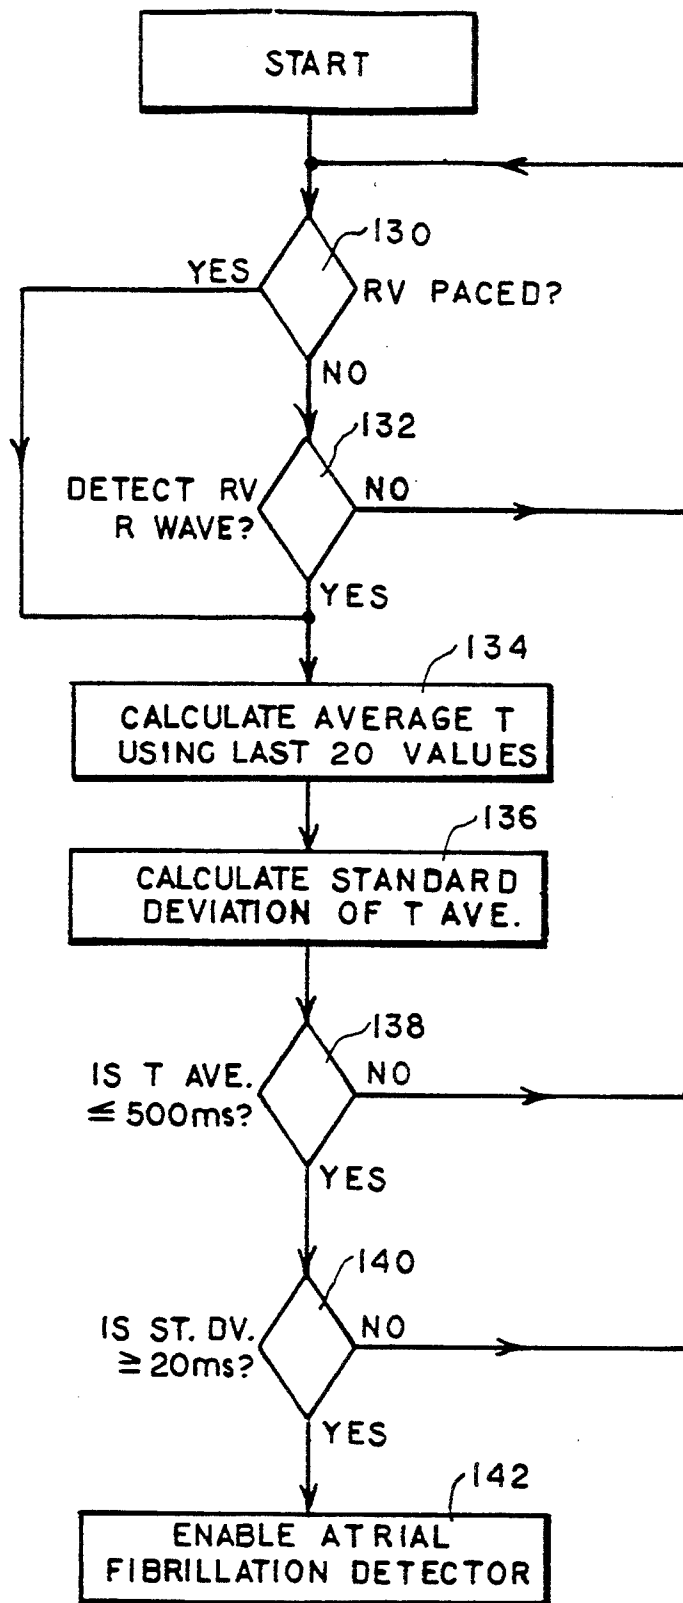 START
130
YES
RV PACED?
NO
132
DETECT RV
R WAVE?
NO
YES
134
CALCULATE AVERAGE T
USING LAST 20 VALUES
136
CALCULATE STANDARD
DEVIATION OF T AVE.
138
IS T AVE.
≦ 500ms?
NO
YES
140
IS ST. DV.
≧ 20ms?
NO
YES
142
ENABLE ATRIAL
FIBRILLATION DETECTOR